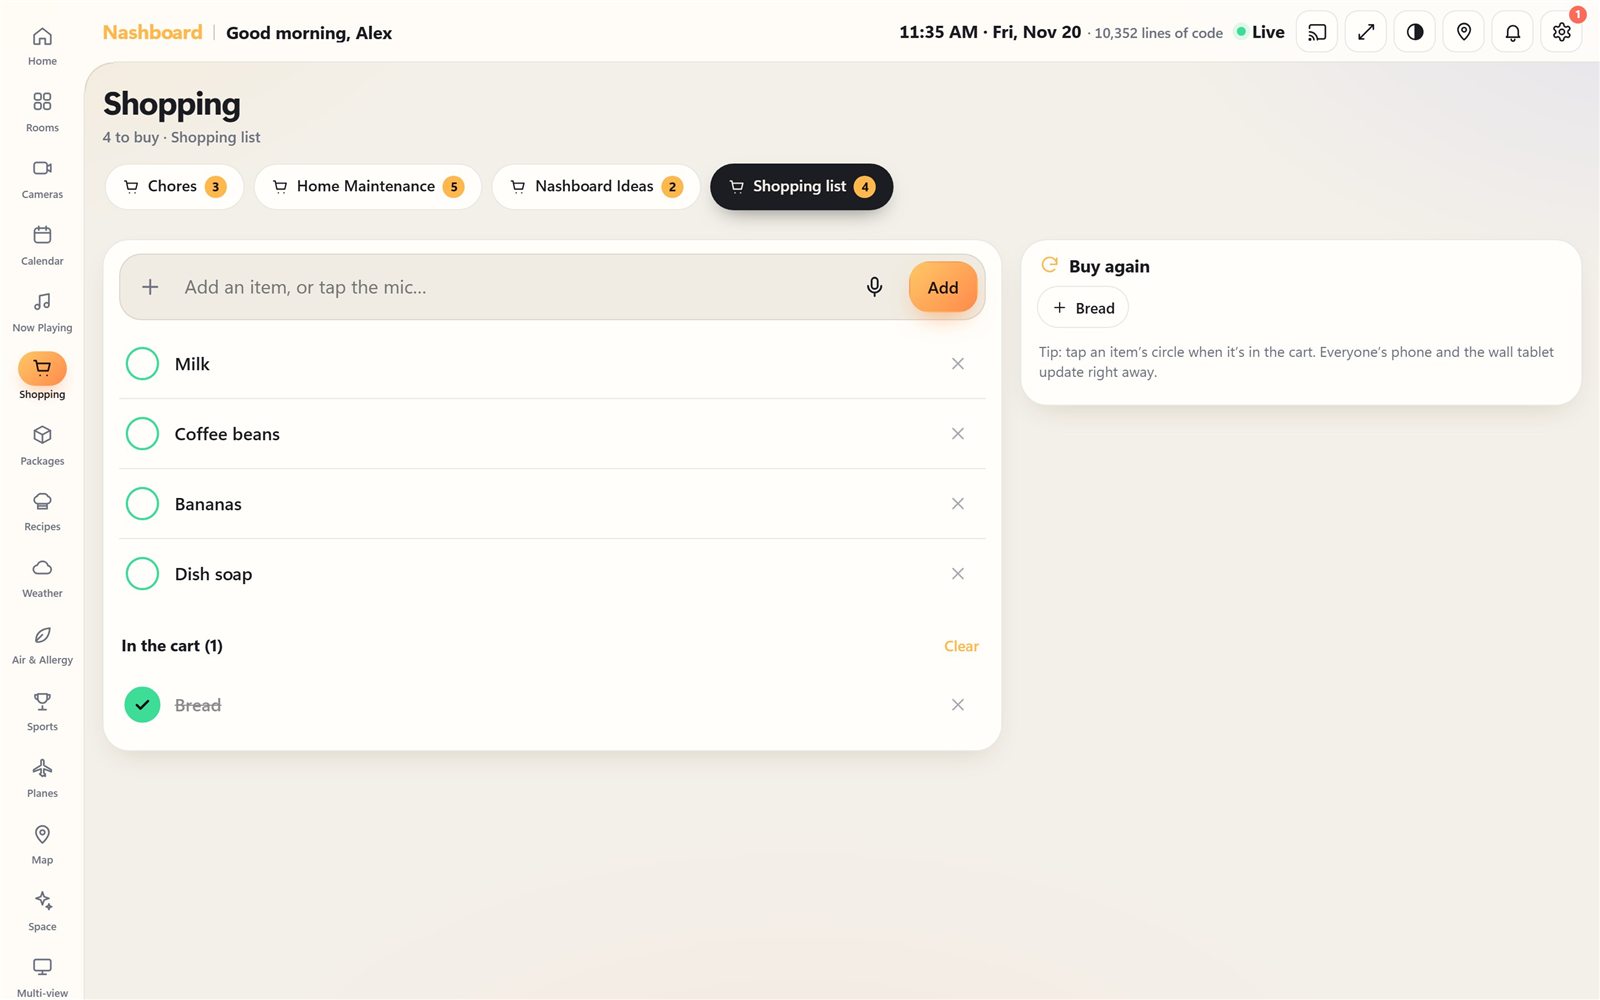 Nashboard
Good morning, Alex
11:35 AM · Fri, Nov 20 · 10,352 lines of code
Live
1
Home
Rooms
Cameras
Calendar
Now Playing
Shopping
Packages
Recipes
Weather
Air & Allergy
Sports
Planes
Map
Space
Multi-view
Shopping
4 to buy · Shopping list
Chores 3
Home Maintenance 5
Nashboard Ideas 2
Shopping list 4
Add an item, or tap the mic...
Add
Milk
Coffee beans
Bananas
Dish soap
In the cart (1)
Clear
Bread
Buy again
Bread
Tip: tap an item's circle when it's in the cart. Everyone's phone and the wall tablet
update right away.